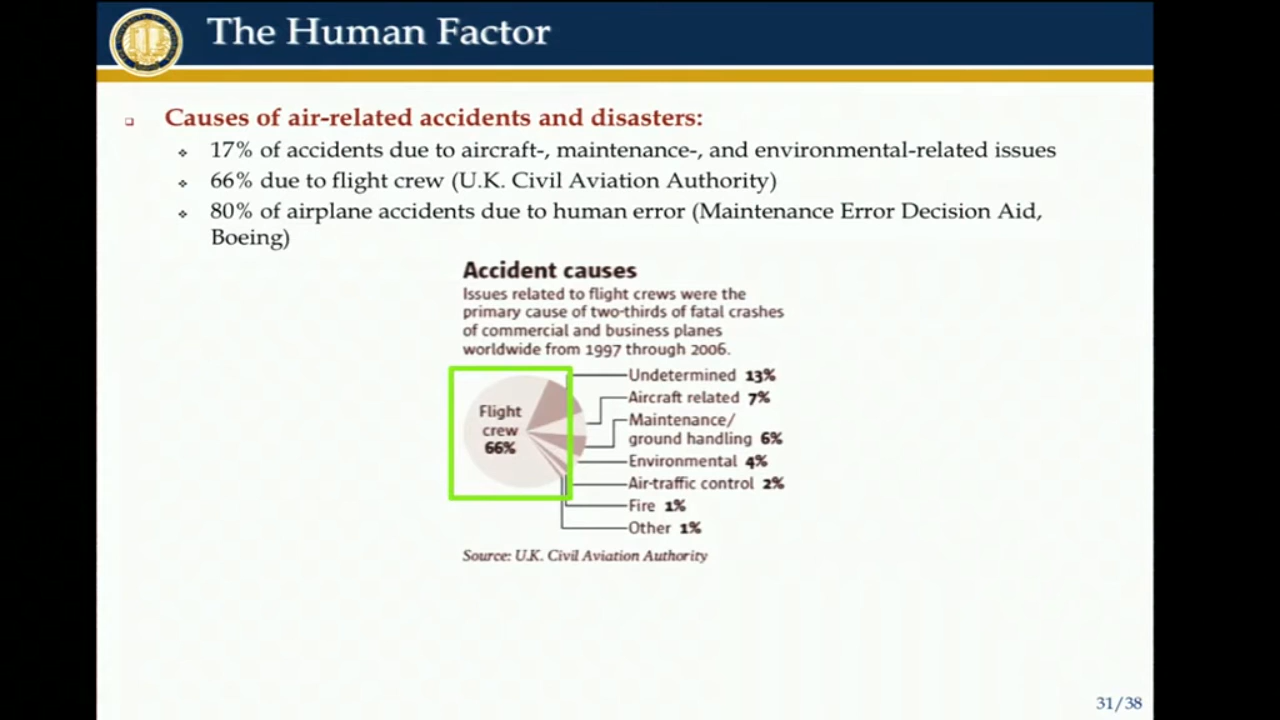 The Human Factor
Causes of air-related accidents and disasters:
17% of accidents due to aircraft-, maintenance-, and environmental-related issues
66% due to flight crew (U.K. Civil Aviation Authority)
80% of airplane accidents due to human error (Maintenance Error Decision Aid,
Boeing)
Accident causes
Issues related to flight crews were the
primary cause of two-thirds of fatal crashes
of commercial and business planes
worldwide from 1997 through 2006.
Flight
crew
66%
Undetermined 13%
Aircraft related 7%
Maintenance/
ground handling 6%
Environmental 4%
Air-traffic control 2%
Fire 1%
Other 1%
Source: U.K. Civil Aviation Authority
31/38